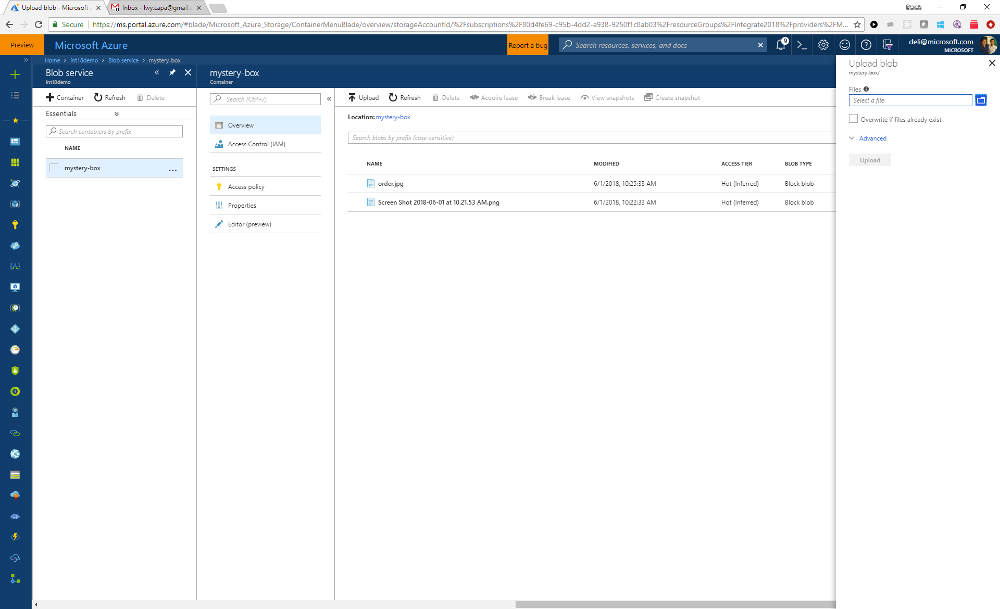 Upload blob - Microsoft
Inbox - lwy.capa@gmail.c
Derek
Secure
https://ms.portal.azure.com/#blade/Microsoft_Azure_Storage/ContainerMenuBlade/overview/storageAccountId/%2Fsubscriptions%2F80d4fe69-c95b-4dd2-a938-9250f1c8ab03%2FresourceGroups%2FIntegrate2018%2Fproviders%2FM...
Preview
Microsoft Azure
Report a bug
Search resources, services, and docs
9
deli@microsoft.com
MICROSOFT
Home > int18demo > Blob service > mystery-box
Blob service
int18demo
Container
Refresh
Delete
Essentials
Search containers by prefix
NAME
mystery-box
...
mystery-box
Container
Search (Ctrl+/)
Overview
Access Control (IAM)
SETTINGS
Access policy
Properties
Editor (preview)
Upload
Refresh
Delete
Acquire lease
Break lease
View snapshots
Create snapshot
Location: mystery-box
Search blobs by prefix (case-sensitive)
NAME MODIFIED ACCESS TIER BLOB TYPE
order.jpg 6/1/2018, 10:25:33 AM Hot (Inferred) Block blob
Screen Shot 2018-06-01 at 10.21.53 AM.png 6/1/2018, 10:22:33 AM Hot (Inferred) Block blob
Upload blob
mystery-box/
Files
Select a file
Overwrite if files already exist
Advanced
Upload